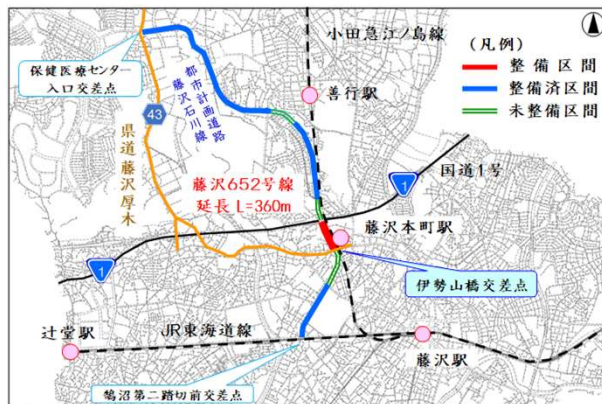 小田急江ノ島線
(凡例)
整備区間
整備済区間
未整備区間
保健医療センター
入口交差点
都市計画道路
藤沢石川線
善行駅
43
県道藤沢厚木
藤沢652号線
延長 L=360m
国道1号
1
藤沢本町駅
伊勢山橋交差点
1
辻堂駅
JR東海道線
藤沢駅
鵠沼第二踏切前交差点